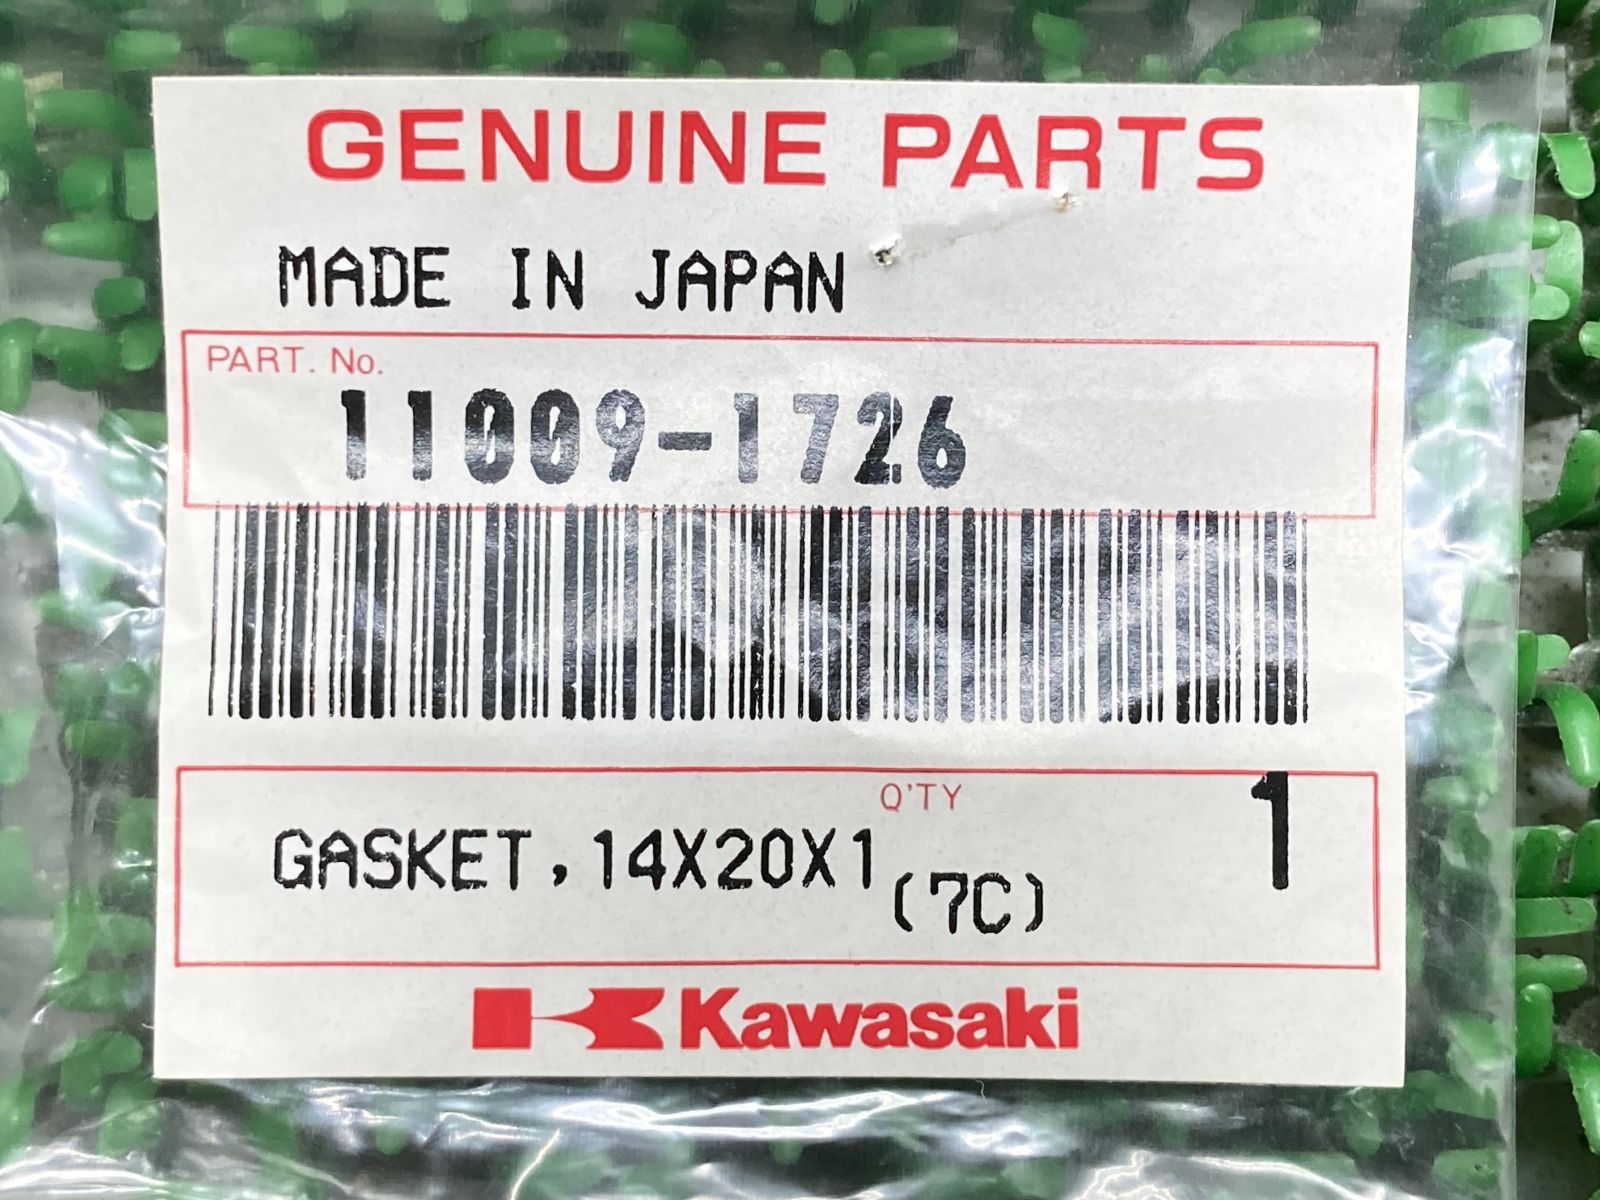 GENUINE PARTS
MADE IN JAPAN
PART. No.
11009-1726
Q'TY
GASKET,14X20X1 1
(7C)
Kawasaki